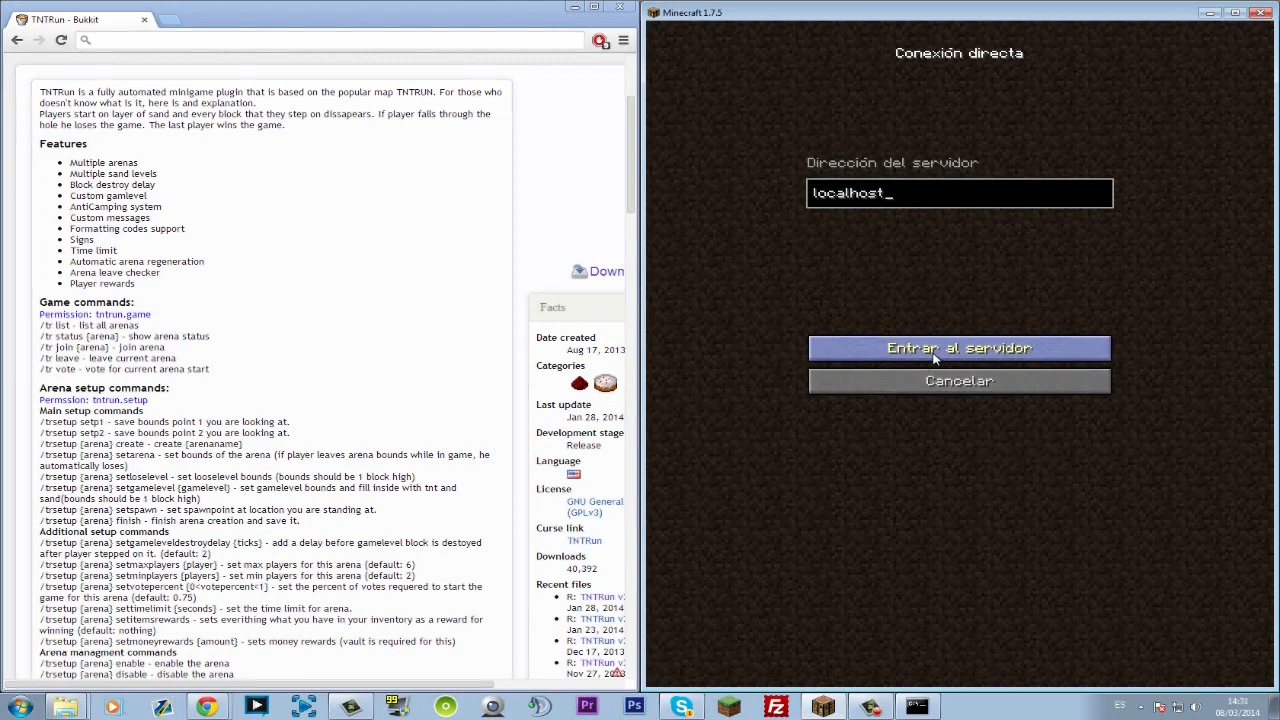 TNTRun - Bukkit
Minecraft 1.7.5
TNTRun is a fully automated minigame plugin that is based on the popular map TNTRUN. For those who
doesn't know what is it, here is and explanation.
Players start on layer of sand and every block that they step on dissapears. If player falls through the
hole he loses the game. The last player wins the game.
Features
Multiple arenas
Multiple sand levels
Block destroy delay
Custom gamlevel
AntiCamping system
Custom messages
Formatting codes support
Signs
Time limit
Automatic arena regeneration
Arena leave checker
Player rewards
Game commands:
Permission: tntrun.game
/tr list - list all arenas
/tr status {arena} - show arena status
/tr join {arena} - join arena
/tr leave - leave current arena
/tr vote - vote for current arena start
Arena setup commands:
Permssion: tntrun.setup
Main setup commands
/trsetup setp1 - save bounds point 1 you are looking at.
/trsetup setp2 - save bounds point 2 you are looking at.
/trsetup {arena} create - create {arenaname}
/trsetup {arena} setarena - set bounds of the arena (if player leaves arena bounds while in game, he
automatically loses)
/trsetup {arena} setloselevel - set looselevel bounds (bounds should be 1 block high)
/trsetup {arena} setgamelevel {gamelevel} - set gamelevel bounds and fill inside with tnt and
sand(bounds should be 1 block high)
/trsetup {arena} setspawn - set spawnpoint at location you are standing at.
/trsetup {arena} finish - finish arena creation and save it.
Additional setup commands
/trsetup {arena} setgameleveldestroydelay {ticks} - add a delay before gamelevel block is destoyed
after player stepped on it. (default: 2)
/trsetup {arena} setmaxplayers {player} - set max players for this arena (default: 6)
/trsetup {arena} setminplayers {players} - set min players for this arena (default: 2)
/trsetup {arena} setvotepercent {0<votepercent<1} - set the percent of votes requrered to start the
game for this arena (default: 0.75)
/trsetup {arena} settimelimit {seconds} - set the time limit for arena.
/trsetup {arena} setitemsrewards - sets everithing what you have in your inventory as a reward for
winning (default: nothing)
/trsetup {arena} setmoneyrewards {amount} - sets money rewards (vault is required for this)
Arena managment commands
/trsetup {arena} enable - enable the arena
/trsetup {arena} disable - disable the arena
Down
Facts
Date created
Aug 17, 2013
Categories
Last update
Jan 28, 2014
Development stage
Release
Language
License
GNU General
(GPLv3)
Curse link
TNTRun
Downloads
40,392
Recent files
R: TNTRun v
Jan 28, 2014
R: TNTRun v
Jan 23, 2014
R: TNTRun v
Dec 17, 2013
R: TNTRun v
Nov 27, 2013
Conexión directa
Dirección del servidor
localhost_
Entrar al servidor
Cancelar
99
Pr
Ps
Fz
C:\_
ES
14:31
08/03/2014